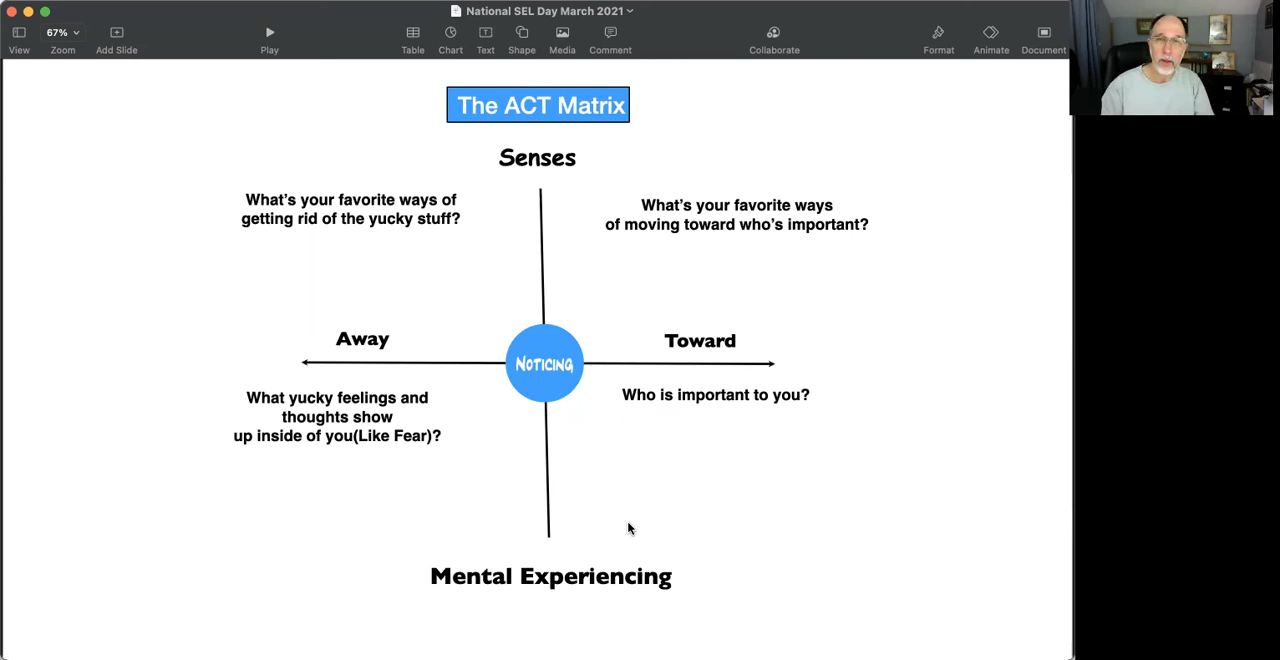 National SEL Day March 2021
67%
View
Zoom
Add Slide
Play
Table
Chart
Text
Shape
Media
Comment
Collaborate
Format
Animate
Document
The ACT Matrix
Senses
What's your favorite ways of
getting rid of the yucky stuff?
What's your favorite ways
of moving toward who's important?
Away
Toward
NOTICING
What yucky feelings and
thoughts show
up inside of you(Like Fear)?
Who is important to you?
Mental Experiencing